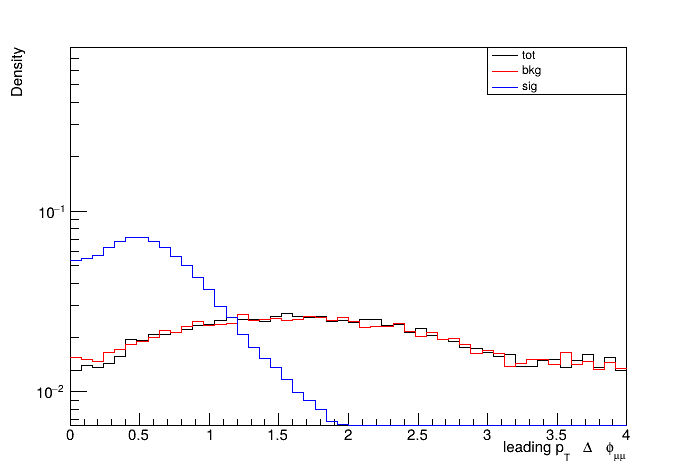 Density
tot
bkg
sig
10⁻¹
10⁻²
0 0.5 1 1.5 2 2.5 3 3.5 4
leading p_T Δ ϕ_μμ